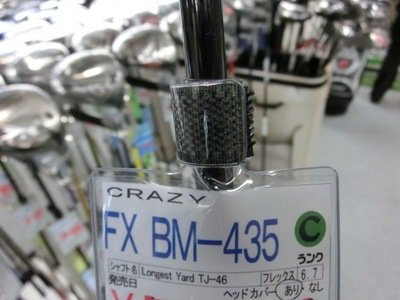 CRAZY
FX BM-435 C
ランク
シャフト名 Longest Yard TJ-46 フレックス 6.7
発売日 ヘッドカバー あり・なし